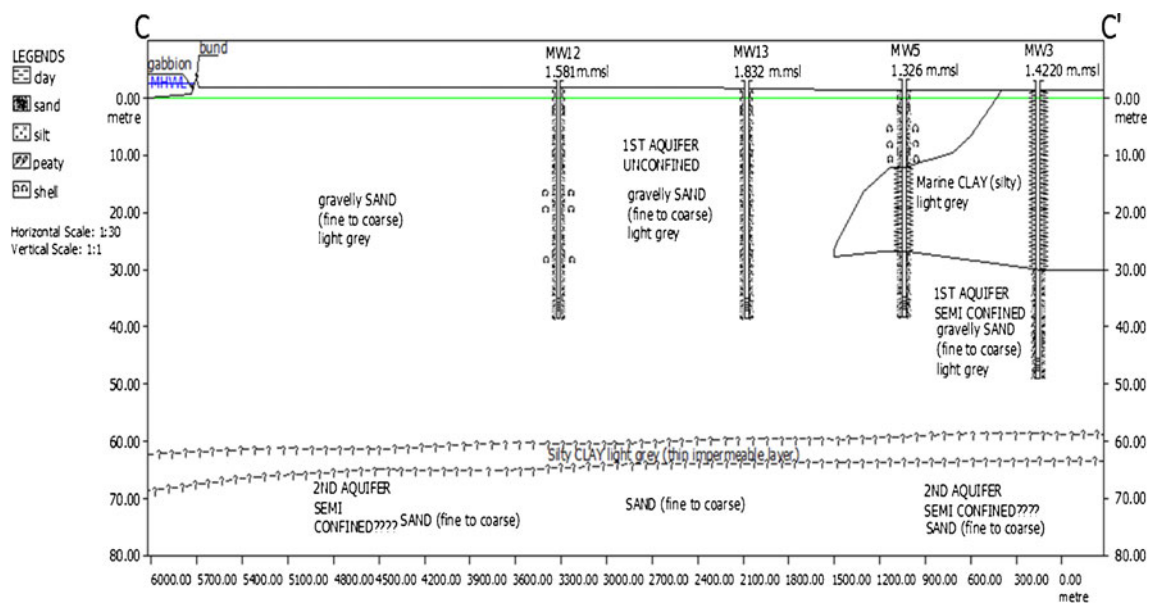 C
C'
LEGENDS
day
sand
silt
peaty
shell
Horizontal Scale: 1:30
Vertical Scale: 1:1
bund
gabbion
MHWL
MW12
1.581m.msl
MW13
1.832 m.msl
MW5
1.326 m.msl
MW3
1.4220 m.msl
0.00
metre
10.00
20.00
30.00
40.00
50.00
60.00
70.00
80.00
0.00
metre
10.00
20.00
30.00
40.00
50.00
60.00
70.00
80.00
gravelly SAND
(fine to coarse)
light grey
1ST AQUIFER
UNCONFINED
gravelly SAND
(fine to coarse)
light grey
Marine CLAY (silty)
light grey
1ST AQUIFER
SEMI CONFINED
gravelly SAND
(fine to coarse)
light grey
Silty CLAY light grey (thin impermeable layer)
2ND AQUIFER
SEMI
CONFINED???? SAND (fine to coarse)
SAND (fine to coarse)
2ND AQUIFER
SEMI CONFINED????
SAND (fine to coarse)
6000.00 5700.00 5400.00 5100.00 4800.00 4500.00 4200.00 3900.00 3600.00 3300.00 3000.00 2700.00 2400.00 2100.00 1800.00 1500.00 1200.00 900.00 600.00 300.00 0.00
metre